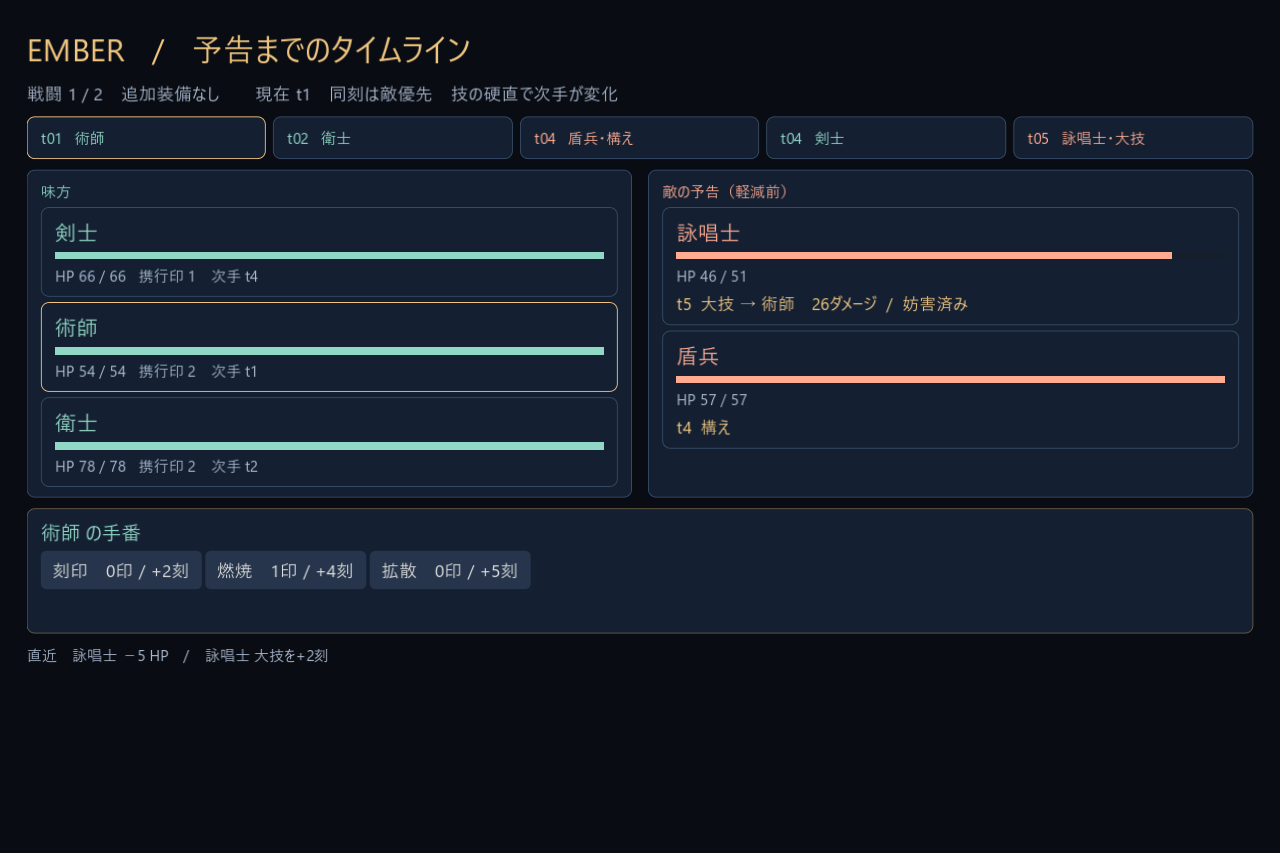 EMBER / 予告までのタイムライン
戦闘 1 / 2 追加装備なし 現在 t1 同刻は敵優先 技の硬直で次手が変化
t01 術師 t02 衛士 t04 盾兵・構え t04 剣士 t05 詠唱士・大技
味方
剣士
HP 66 / 66 携行印 1 次手 t4
術師
HP 54 / 54 携行印 2 次手 t1
衛士
HP 78 / 78 携行印 2 次手 t2
敵の予告（軽減前）
詠唱士
HP 46 / 51
t5 大技 → 術師 26ダメージ / 妨害済み
盾兵
HP 57 / 57
t4 構え
術師 の手番
刻印 0印 / +2刻 燃焼 1印 / +4刻 拡散 0印 / +5刻
直近 詠唱士 −5 HP / 詠唱士 大技を+2刻